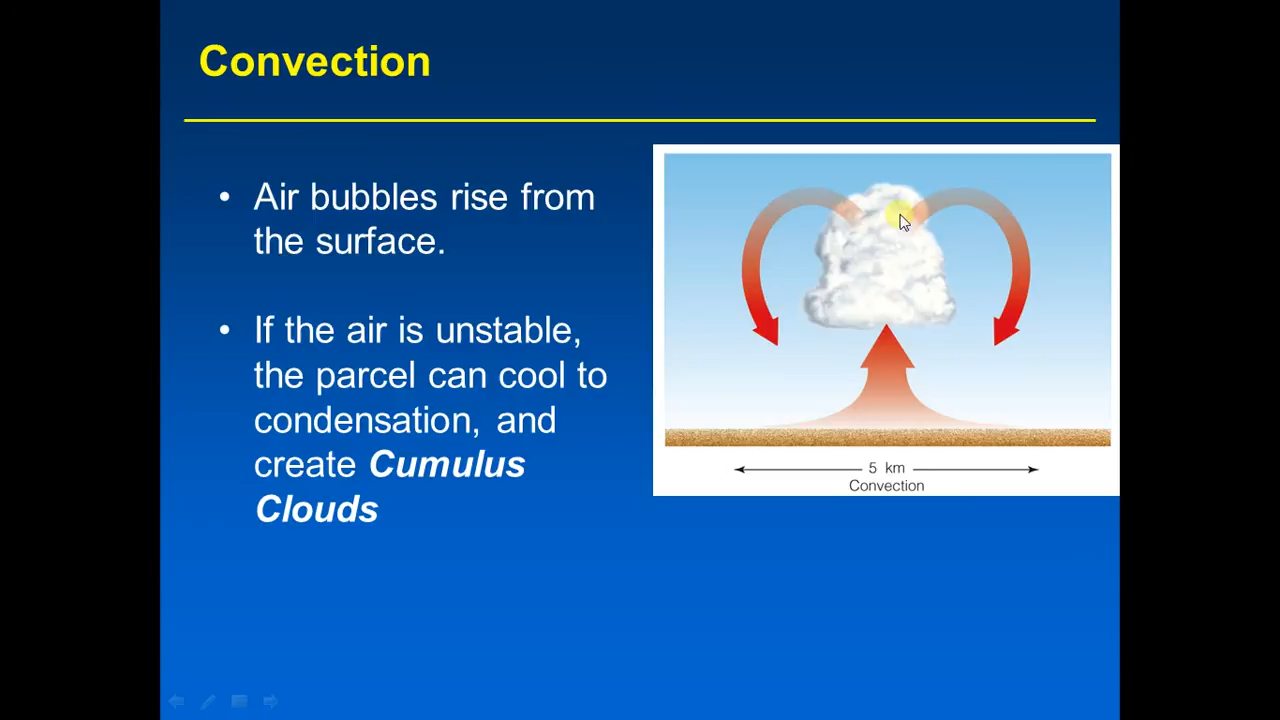 Convection
• Air bubbles rise from
the surface.
• If the air is unstable,
the parcel can cool to
condensation, and
create Cumulus
Clouds
5 km
Convection